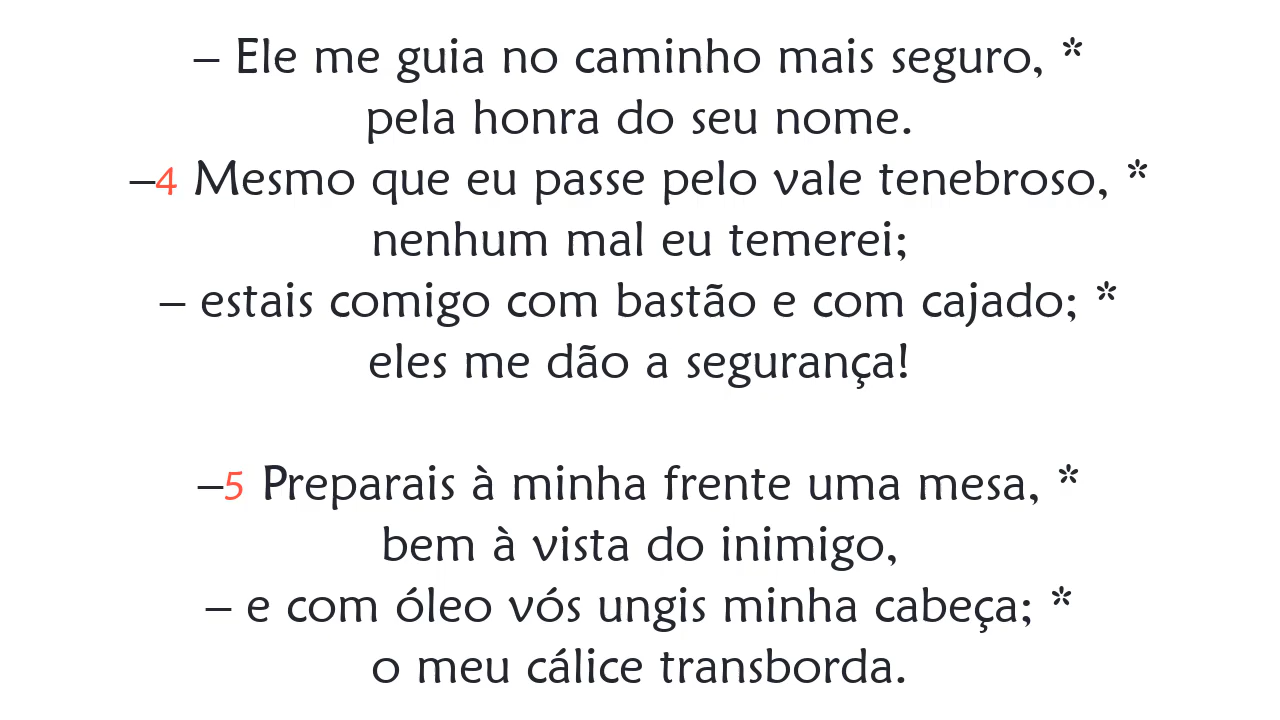 – Ele me guia no caminho mais seguro, *
pela honra do seu nome.
–4 Mesmo que eu passe pelo vale tenebroso, *
nenhum mal eu temerei;
– estais comigo com bastão e com cajado; *
eles me dão a segurança!
–5 Preparais à minha frente uma mesa, *
bem à vista do inimigo,
– e com óleo vós ungis minha cabeça; *
o meu cálice transborda.